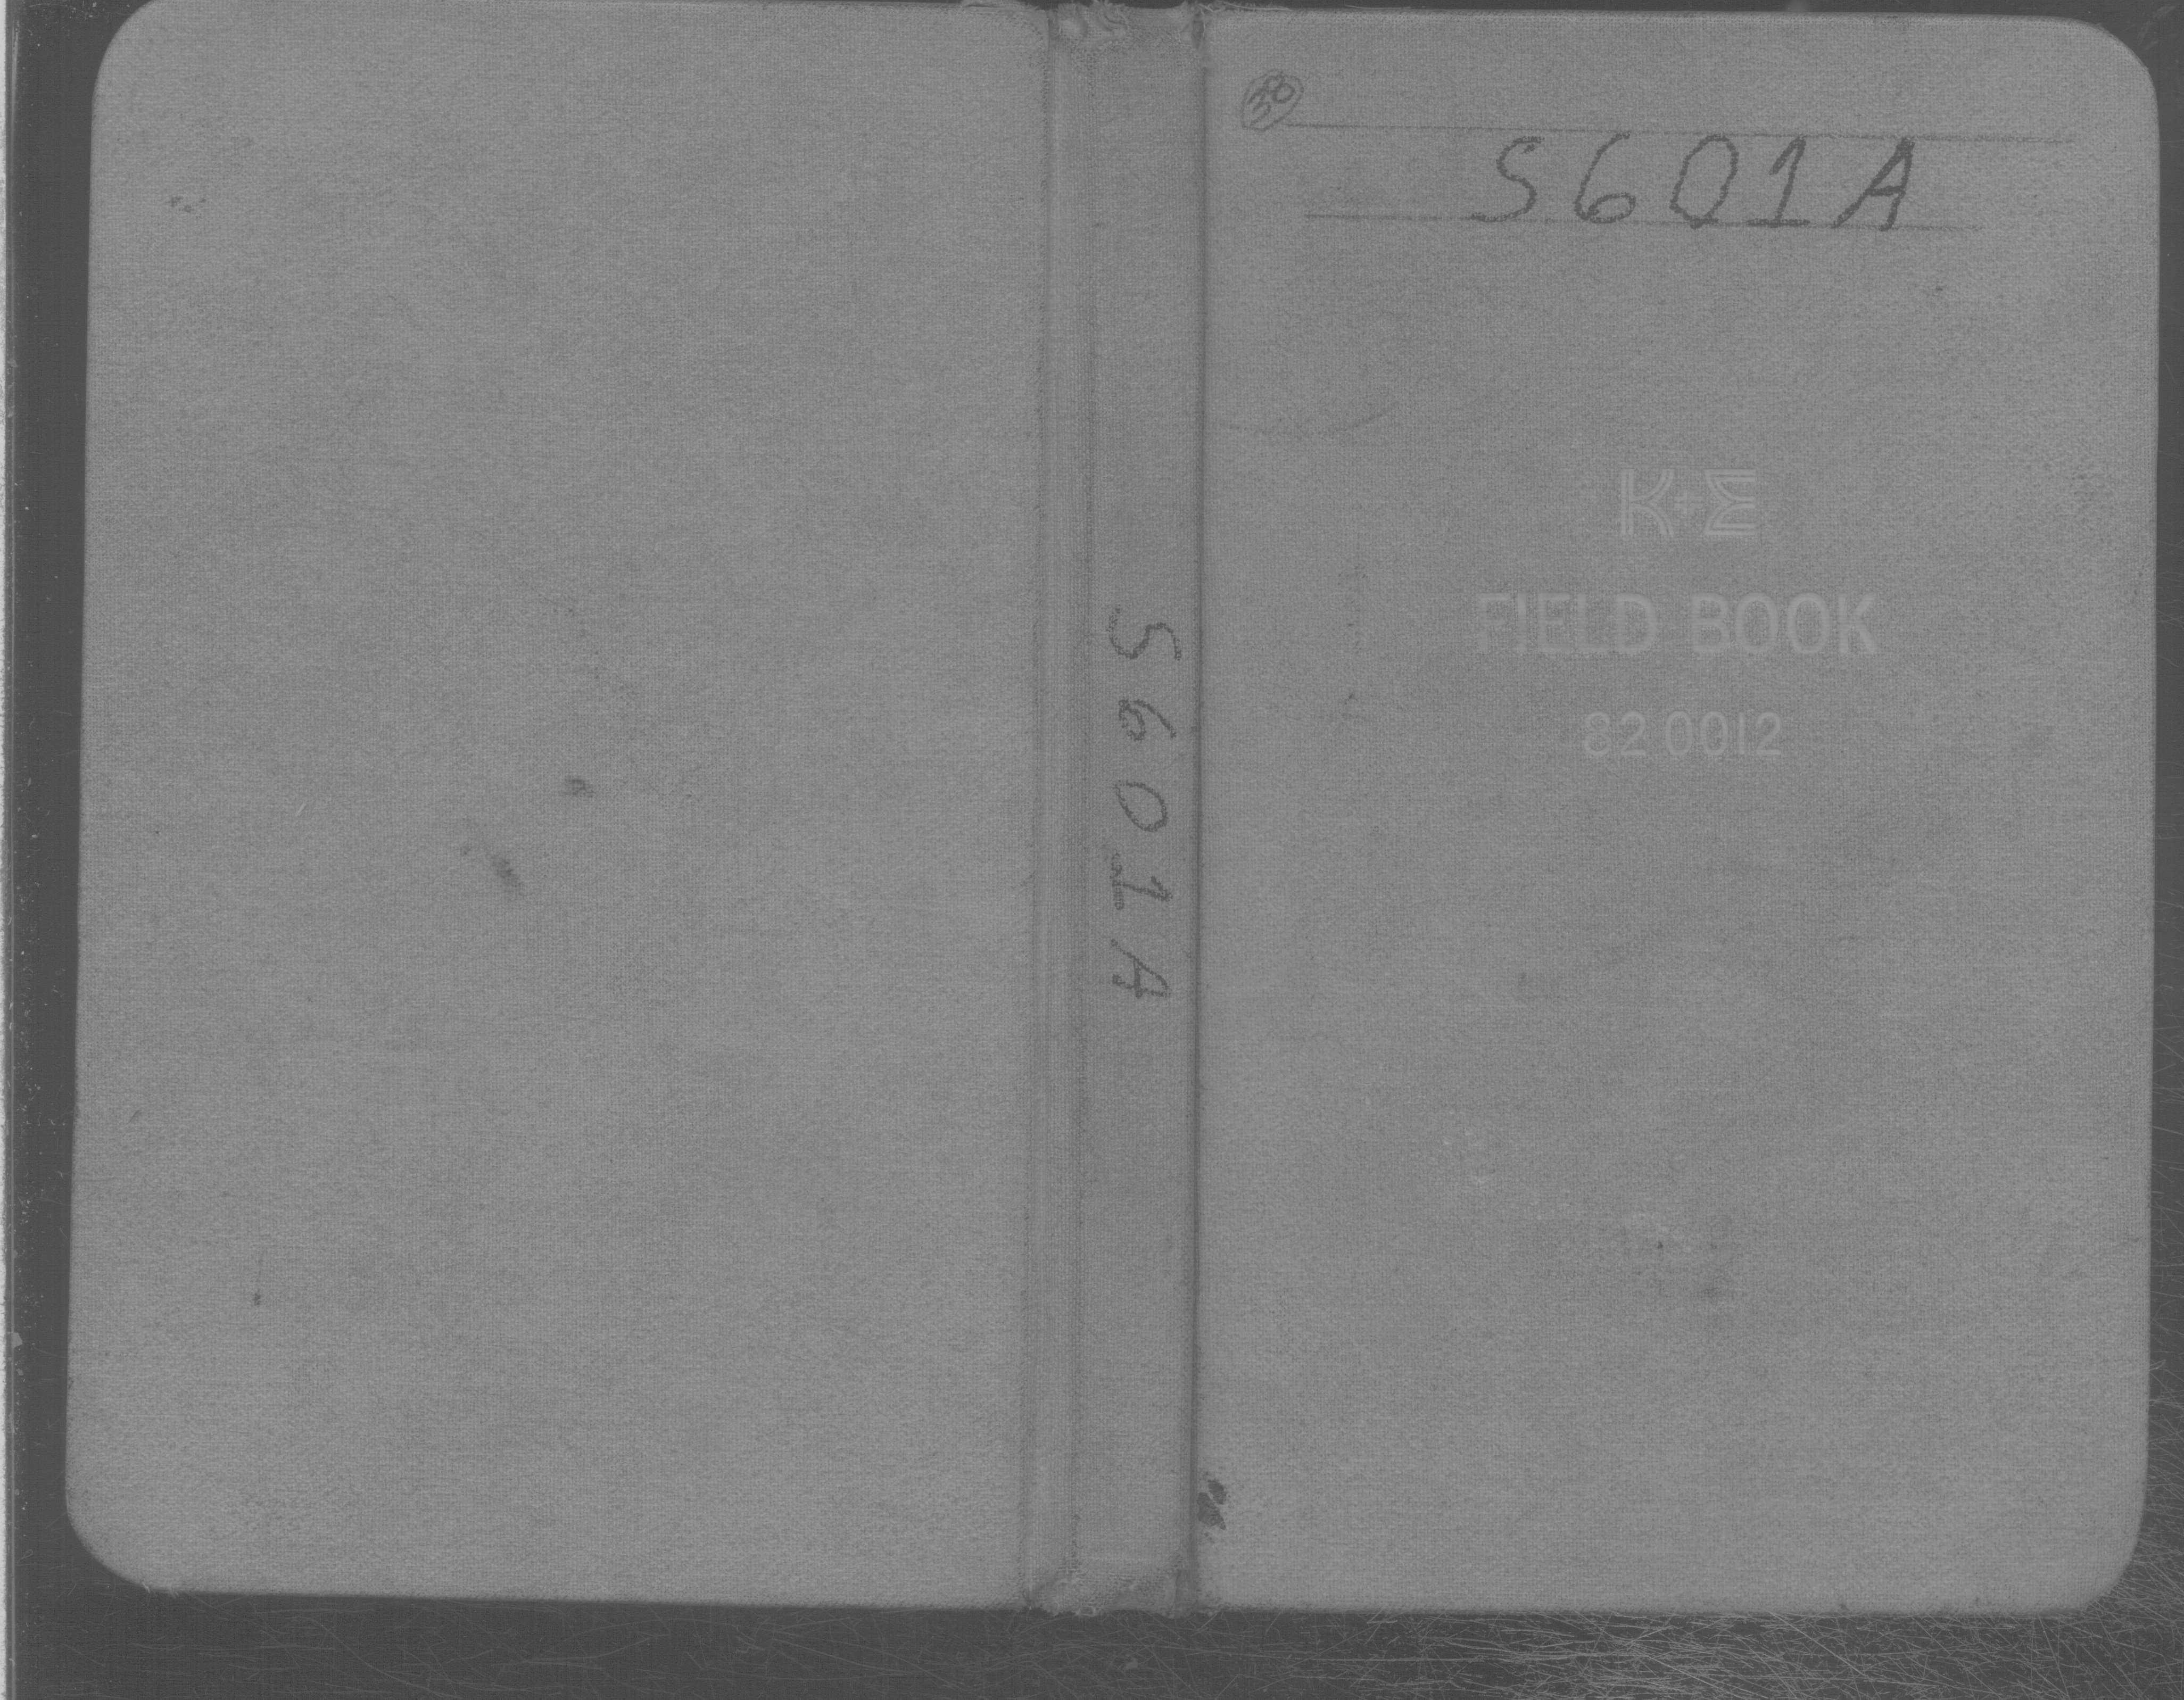 S601A
S601A
K+E
FIELD BOOK
82 0012